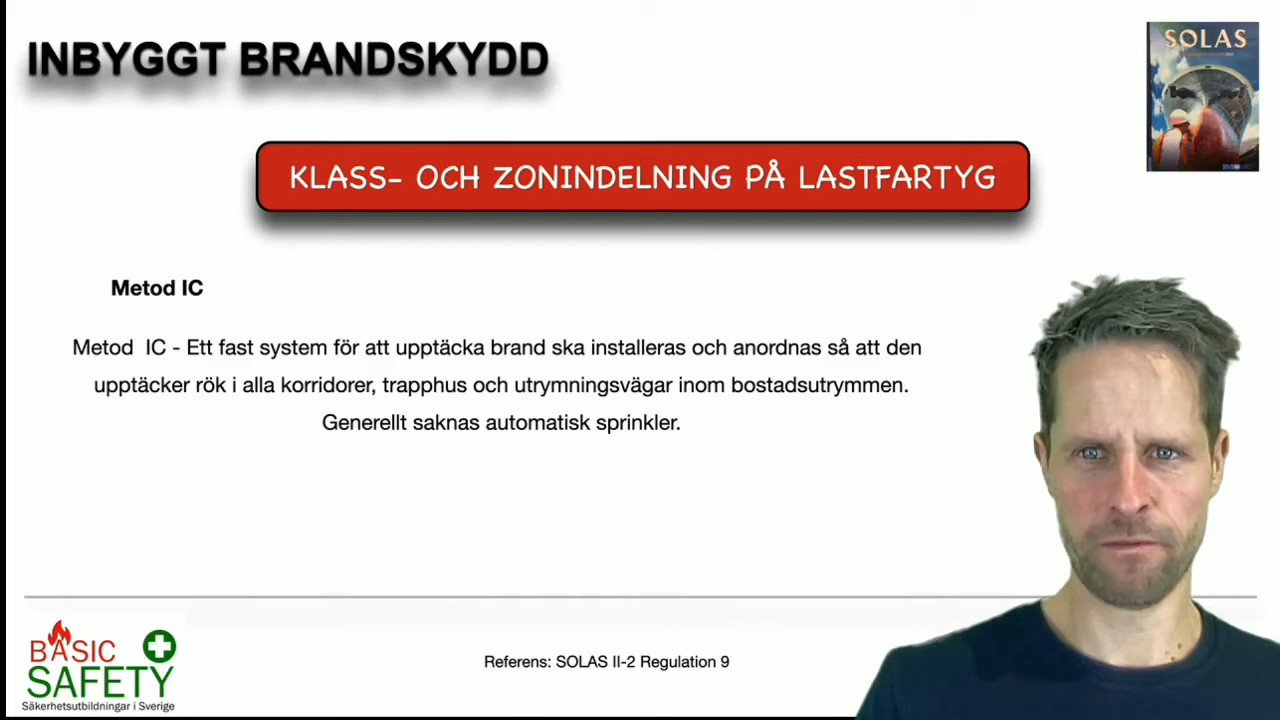 INBYGGT BRANDSKYDD
SOLAS
KLASS- OCH ZONINDELNING PÅ LASTFARTYG
Metod IC
Metod IC - Ett fast system för att upptäcka brand ska installeras och anordnas så att den
upptäcker rök i alla korridorer, trapphus och utrymningsvägar inom bostadsutrymmen.
Generellt saknas automatisk sprinkler.
BASIC
SAFETY
Säkerhetsutbildningar i Sverige
Referens: SOLAS II-2 Regulation 9